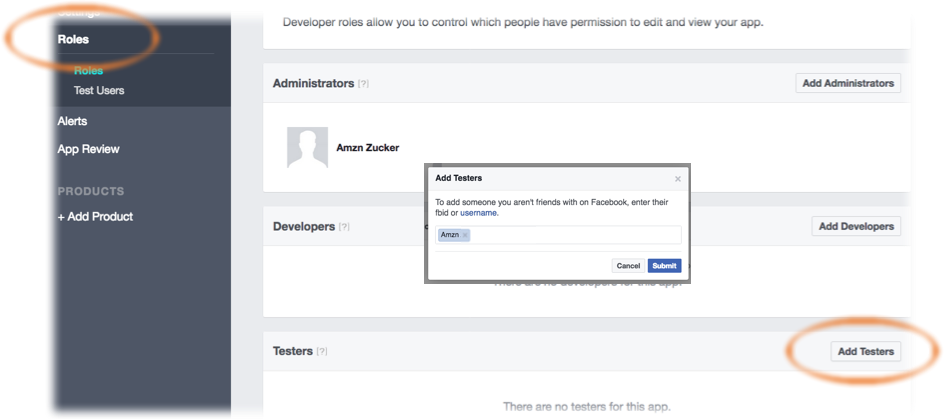 Settings
Developer roles allow you to control which people have permission to edit and view your app.
Roles
Roles
Test Users
Alerts
App Review
PRODUCTS
+ Add Product
Administrators [?]
Add Administrators
Amzn Zucker
Add Testers ×
To add someone you aren't friends with on Facebook, enter their
fbid or username.
Amzn ×
Cancel Submit
Developers [?]
Add Developers
There are no developers for this app.
Testers [?]
Add Testers
There are no testers for this app.